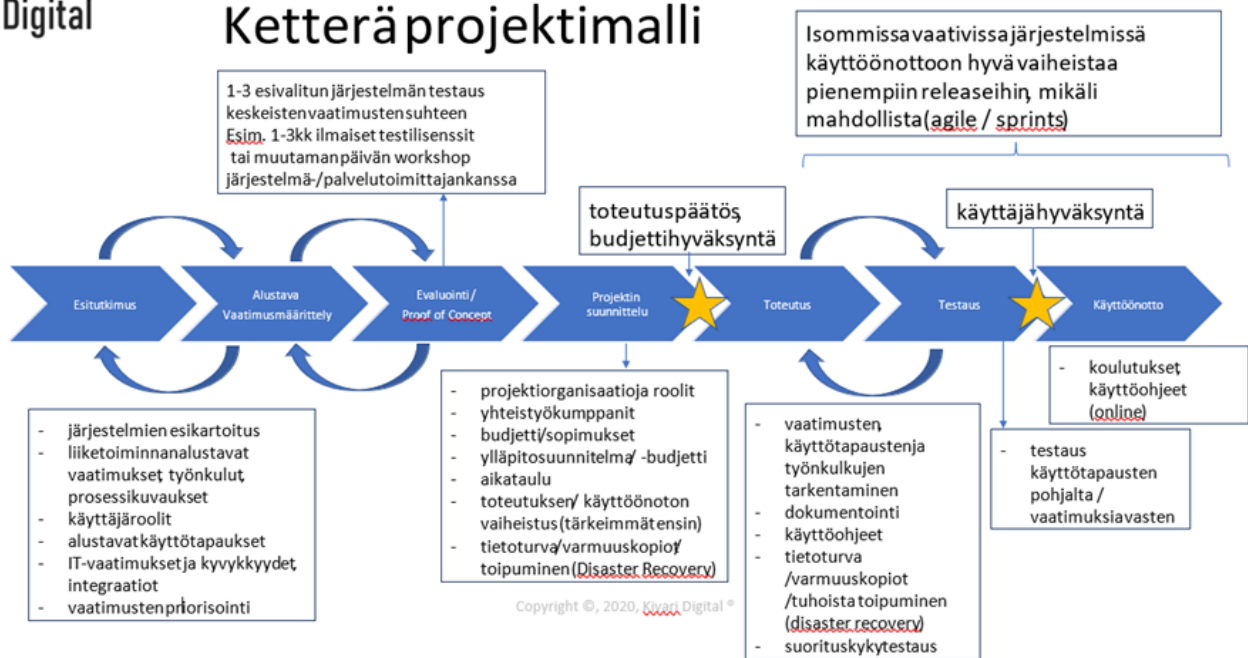 Digital
Ketterä projektimalli
Isommissa vaativissa järjestelmissä
käyttöönottoon hyvä vaiheistaa
pienempiin releaseihin, mikäli
mahdollista (agile / sprints)
1-3 esivalitun järjestelmän testaus
keskeisten vaatimusten suhteen
Esim. 1-3kk ilmaiset testilisenssit
tai muutaman päivän workshop
järjestelmä-/palvelutoimittajan kanssa
toteutuspäätös,
budjettihyväksyntä
käyttäjähyväksyntä
Esitutkimus
Alustava
Vaatimusmäärittely
Evaluointi /
Proof of Concept
Projektin
suunnittelu
Toteutus
Testaus
Käyttöönotto
- järjestelmien esikartoitus
- liiketoiminnan alustavat
vaatimukset, työnkulut,
prosessikuvaukset
- käyttäjäroolit
- alustavat käyttötapaukset
- IT-vaatimukset ja kyvykkyydet,
integraatiot
- vaatimusten priorisointi
- projektiorganisaatio ja roolit
- yhteistyökumppanit
- budjetti/sopimukset
- ylläpitosuunnitelma/ -budjetti
- aikataulu
- toteutuksen/ käyttöönoton
vaiheistus (tärkeimmät ensin)
- tietoturva/varmuuskopiot/
toipuminen (Disaster Recovery)
- vaatimusten,
käyttötapausten ja
työnkulkujen
tarkentaminen
- dokumentointi
- käyttöohjeet
- tietoturva
/varmuuskopiot
/tuhoista toipuminen
(disaster recovery)
- suorituskykytestaus
- testaus
käyttötapausten
pohjalta /
vaatimuksia vasten
- koulutukset,
käyttöohjeet
(online)
Copyright ©, 2020, Kivari Digital ®